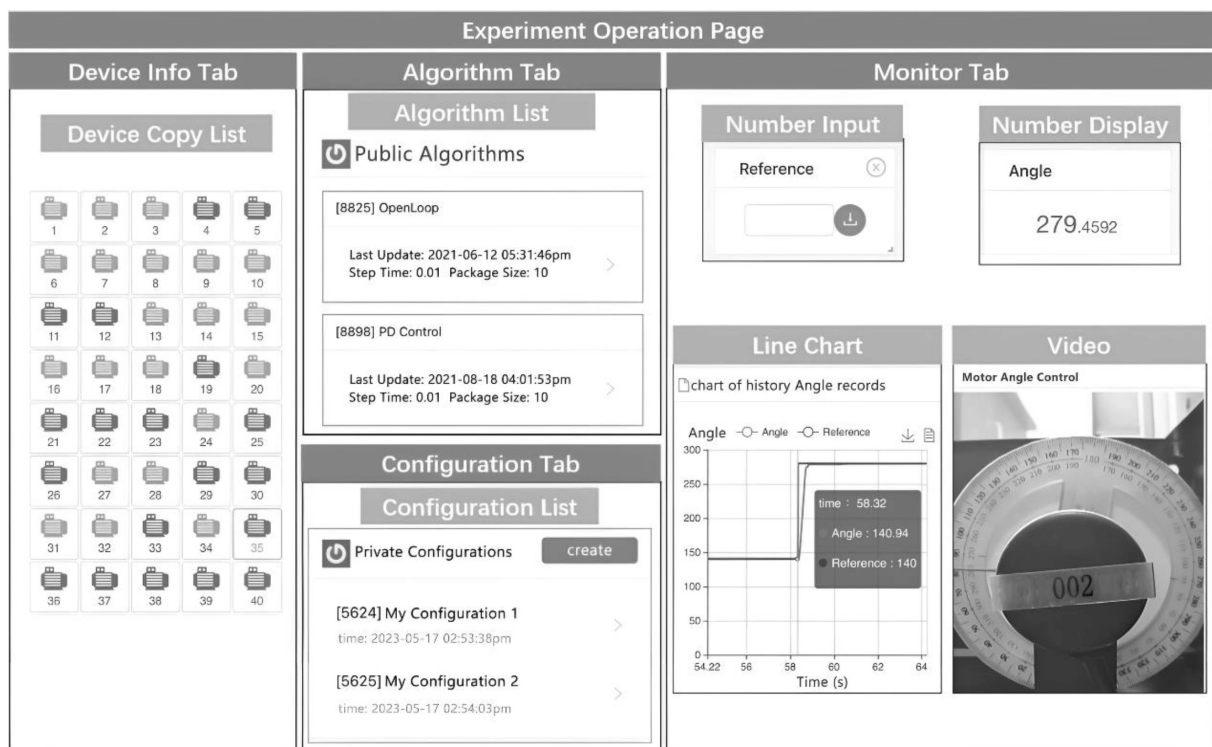 Experiment Operation Page
Device Info Tab
Device Copy List
1 2 3 4 5
6 7 8 9 10
11 12 13 14 15
16 17 18 19 20
21 22 23 24 25
26 27 28 29 30
31 32 33 34 35
36 37 38 39 40
Algorithm Tab
Algorithm List
Public Algorithms
[8825] OpenLoop
Last Update: 2021-06-12 05:31:46pm
Step Time: 0.01 Package Size: 10
[8898] PD Control
Last Update: 2021-08-18 04:01:53pm
Step Time: 0.01 Package Size: 10
Configuration Tab
Configuration List
Private Configurations
create
[5624] My Configuration 1
time: 2023-05-17 02:53:38pm
[5625] My Configuration 2
time: 2023-05-17 02:54:03pm
Monitor Tab
Number Input
Reference
Number Display
Angle
279.4592
Line Chart
chart of history Angle records
Angle Angle Reference
300
250
200
150
100
50
0
time : 58.32
Angle : 140.94
Reference : 140
54.22 56 58 60 62 64
Time (s)
Video
Motor Angle Control
002